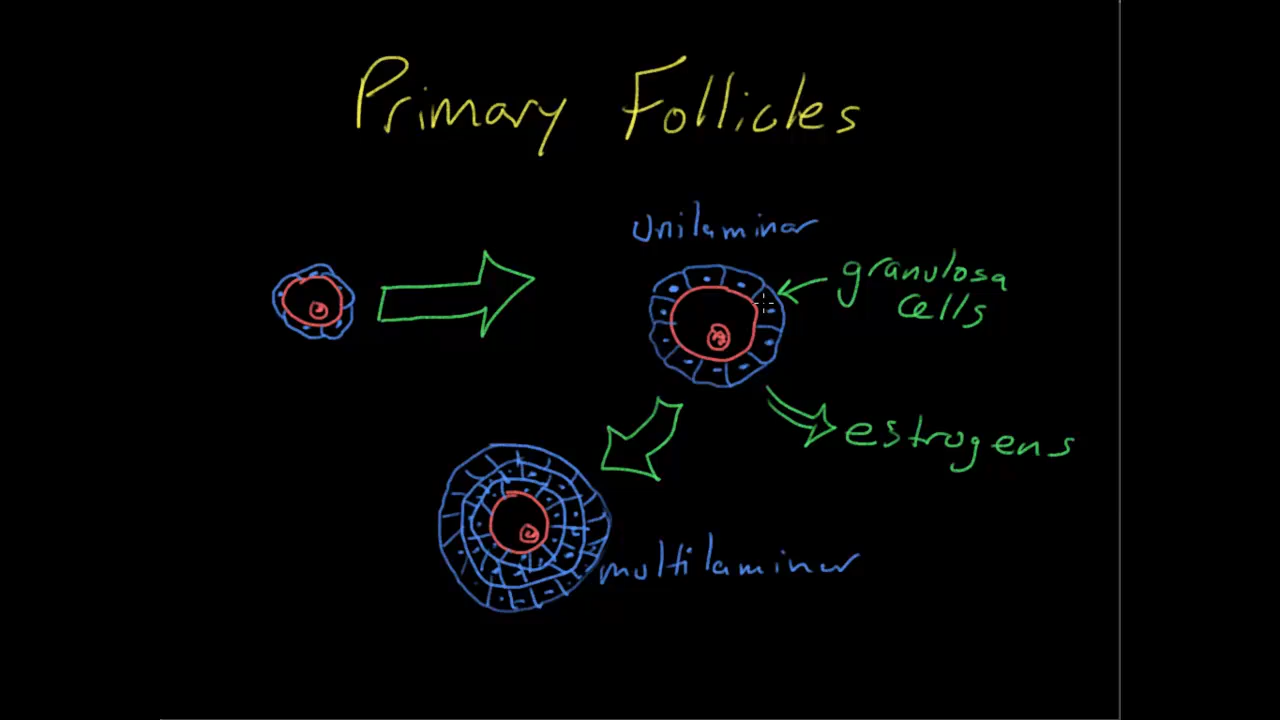 Primary Follicles
Unilaminar
granulosa
cells
estrogens
multilaminar